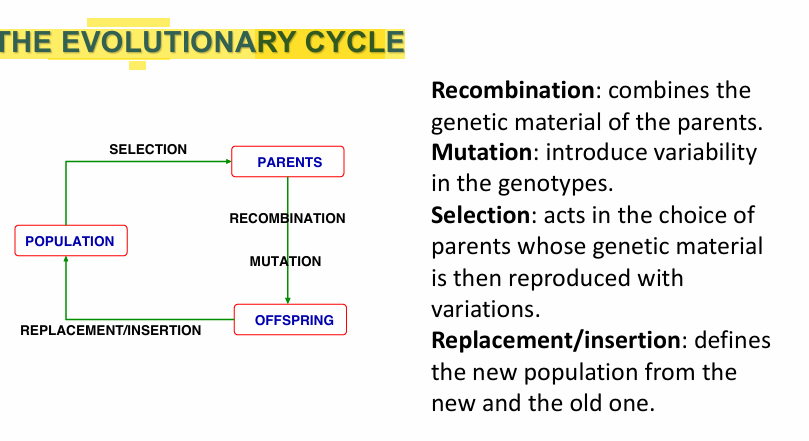 THE EVOLUTIONARY CYCLE
SELECTION
PARENTS
RECOMBINATION
POPULATION
MUTATION
OFFSPRING
REPLACEMENT/INSERTION
Recombination: combines the
genetic material of the parents.
Mutation: introduce variability
in the genotypes.
Selection: acts in the choice of
parents whose genetic material
is then reproduced with
variations.
Replacement/insertion: defines
the new population from the
new and the old one.